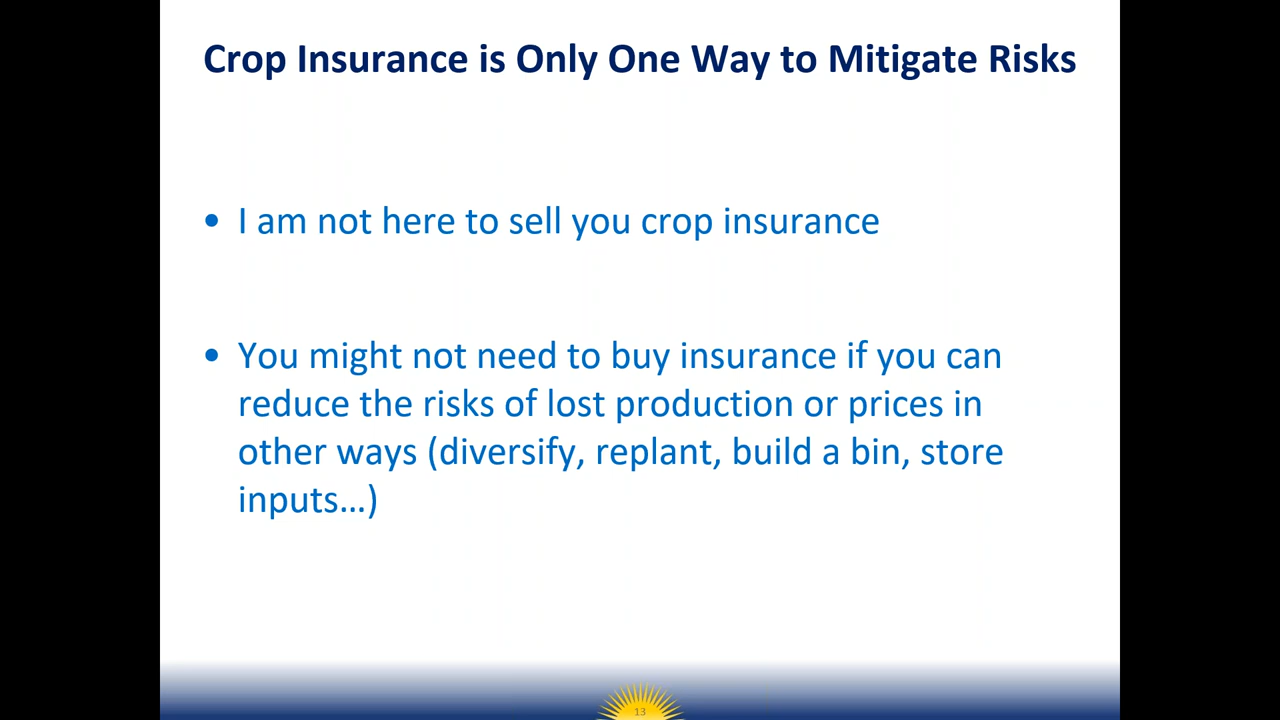 Crop Insurance is Only One Way to Mitigate Risks
• I am not here to sell you crop insurance
• You might not need to buy insurance if you can
reduce the risks of lost production or prices in
other ways (diversify, replant, build a bin, store
inputs…)
13